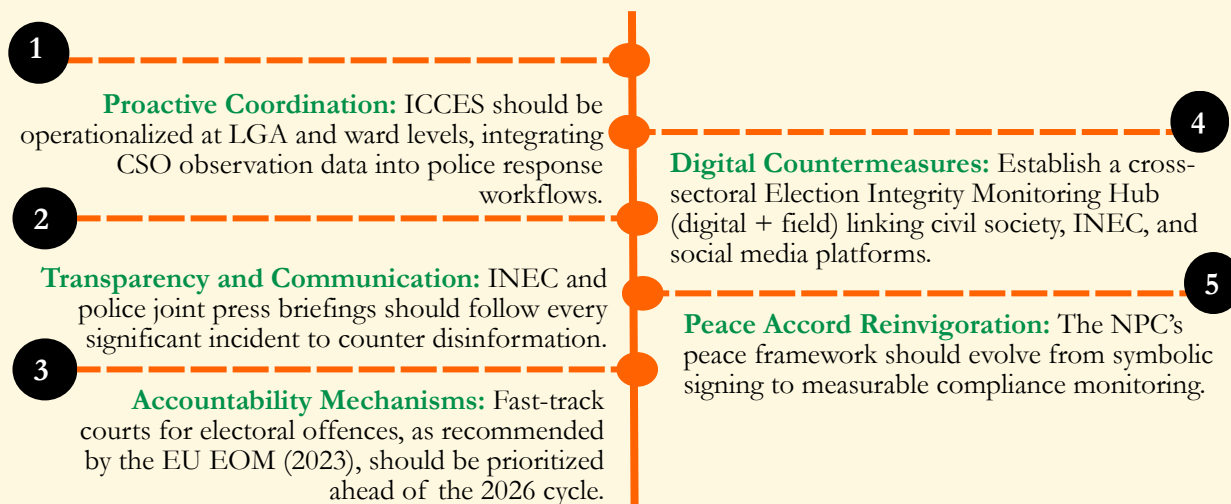 1
Proactive Coordination: ICCES should be
operationalized at LGA and ward levels, integrating
CSO observation data into police response
workflows.
2
Transparency and Communication: INEC and
police joint press briefings should follow every
significant incident to counter disinformation.
3
Accountability Mechanisms: Fast-track
courts for electoral offences, as recommended
by the EU EOM (2023), should be prioritized
ahead of the 2026 cycle.
4
Digital Countermeasures: Establish a cross-
sectoral Election Integrity Monitoring Hub
(digital + field) linking civil society, INEC, and
social media platforms.
5
Peace Accord Reinvigoration: The NPC’s
peace framework should evolve from symbolic
signing to measurable compliance monitoring.